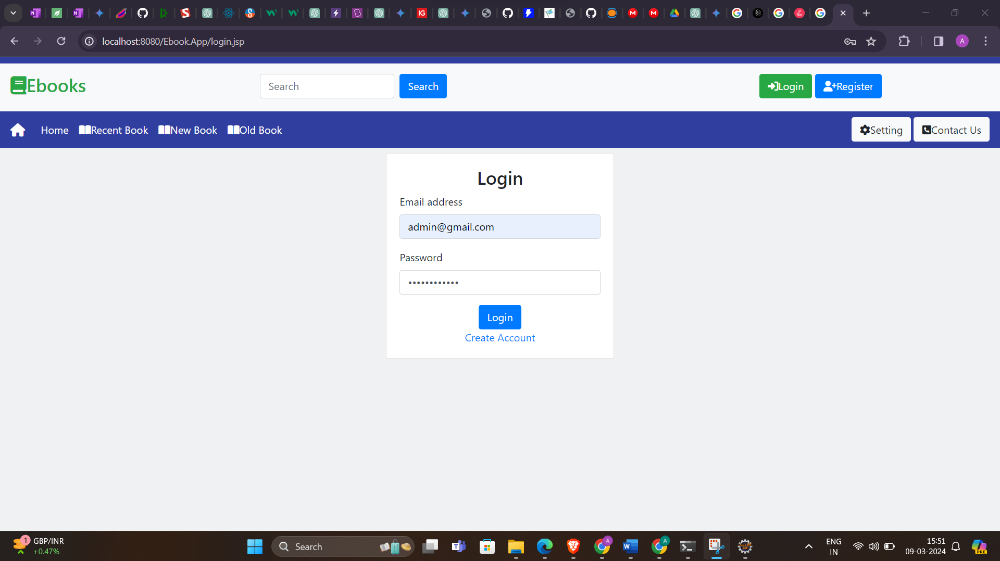 localhost:8080/Ebook.App/login.jsp
A
Ebooks
Search
Search
Login
Register
Home
Recent Book
New Book
Old Book
Setting
Contact Us
Login
Email address
admin@gmail.com
Password
••••••••••••
Login
Create Account
1
GBP/INR
+0.47%
Search
ENG
IN
15:51
09-03-2024
PRE